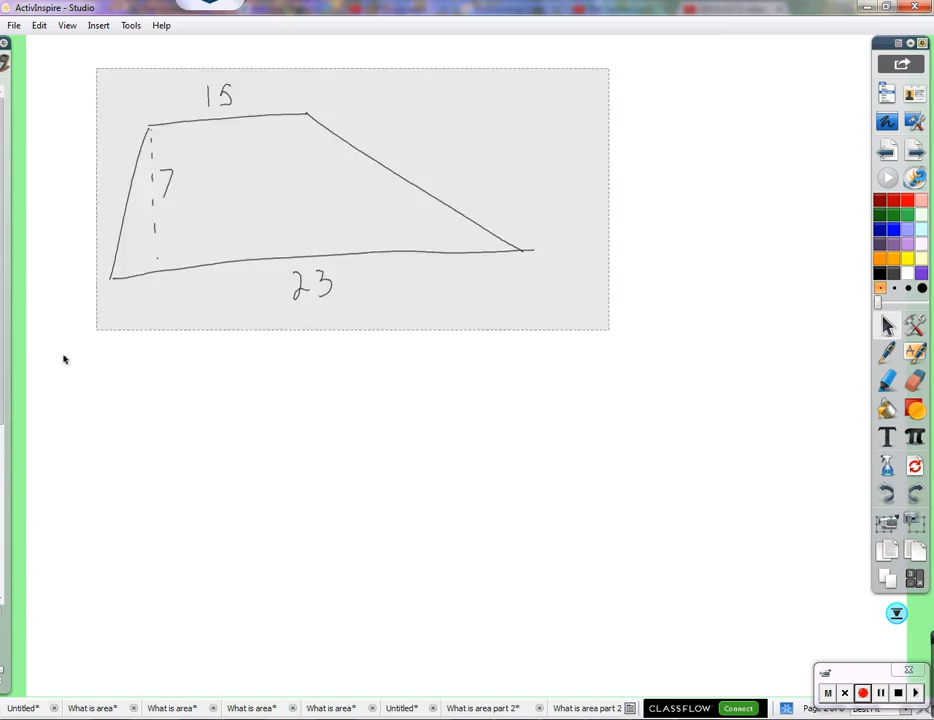 ActivInspire - Studio
File Edit View Insert Tools Help
15
7
23
M
Untitled* What is area* What is area* What is area* What is area* Untitled* What is area part 2* What is area part 2 CLASSFLOW Connect